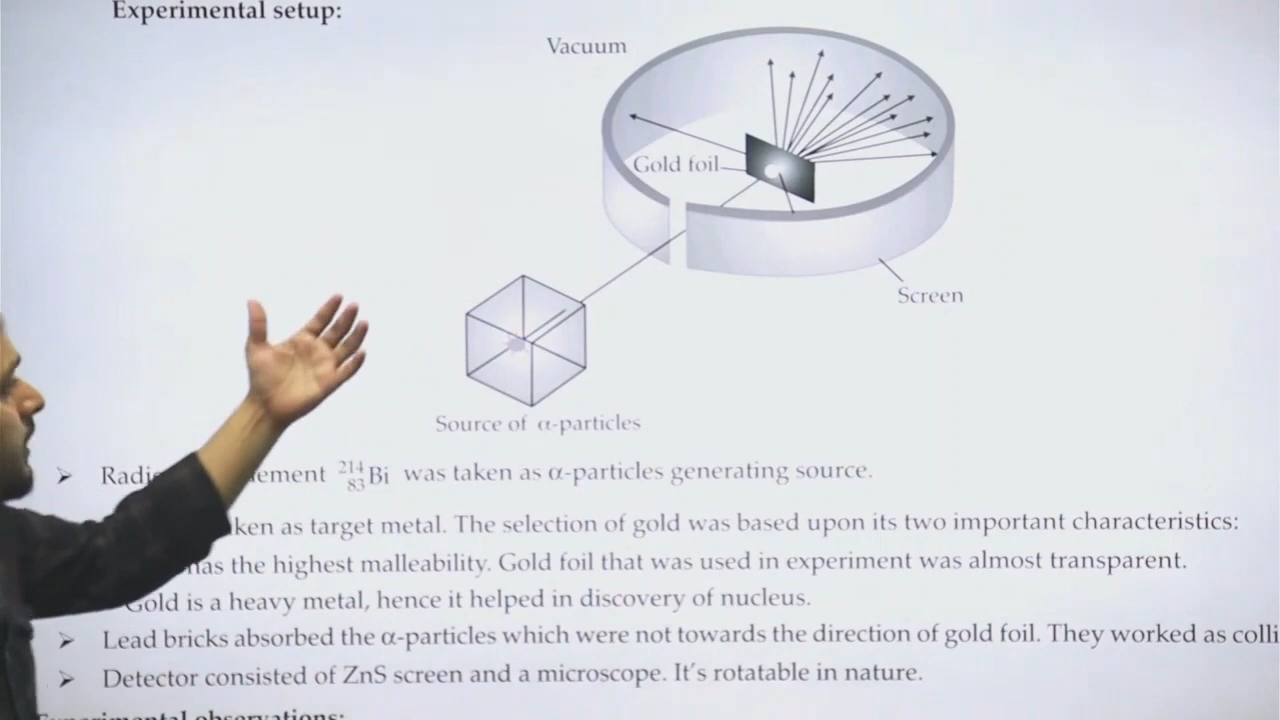 Experimental setup:
Vacuum
Gold foil
Screen
Source of α-particles
➤ ement ²¹⁴₈₃Bi was taken as α-particles generating source.
ken as target metal. The selection of gold was based upon its two important characteristics:
has the highest malleability. Gold foil that was used in experiment was almost transparent.
Gold is a heavy metal, hence it helped in discovery of nucleus.
➤ Lead bricks absorbed the α-particles which were not towards the direction of gold foil. They worked as colli
➤ Detector consisted of ZnS screen and a microscope. It's rotatable in nature.
Experimental observations: